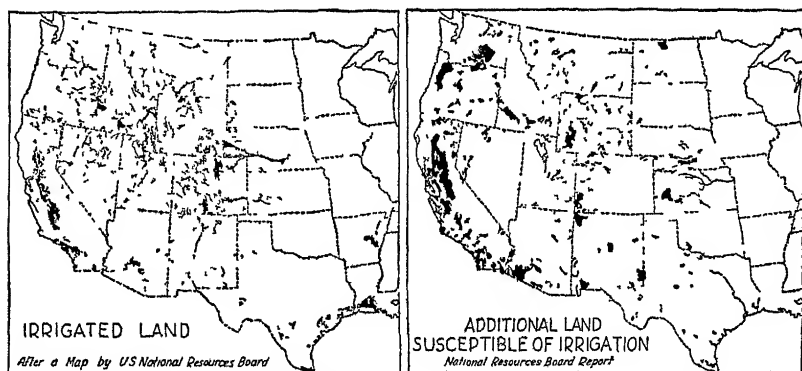 IRRIGATED LAND
After a Map by US National Resources Board
ADDITIONAL LAND
SUSCEPTIBLE OF IRRIGATION
National Resources Board Report